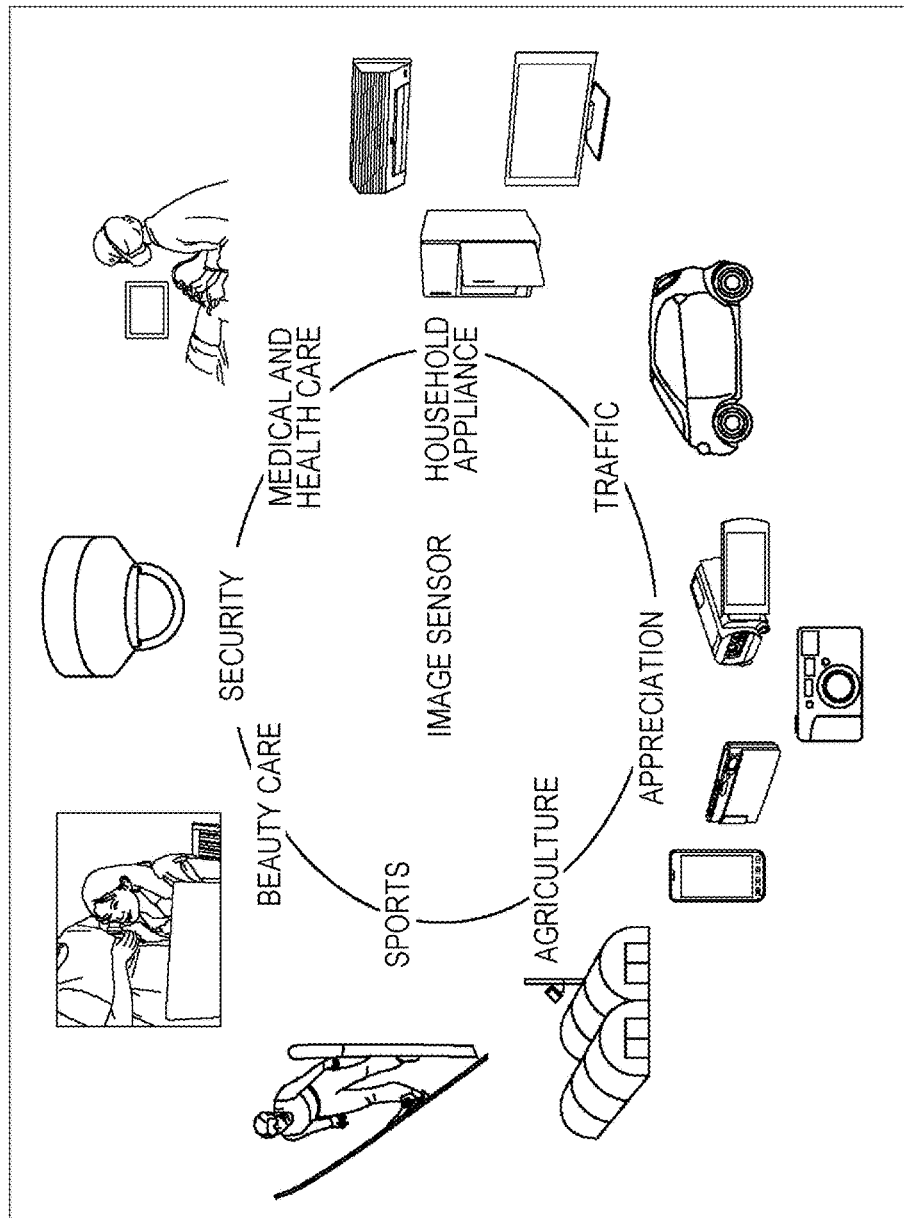 SECURITY
MEDICAL AND
HEALTH CARE
BEAUTY CARE
IMAGE SENSOR
HOUSEHOLD
APPLIANCE
SPORTS
TRAFFIC
AGRICULTURE
APPRECIATION